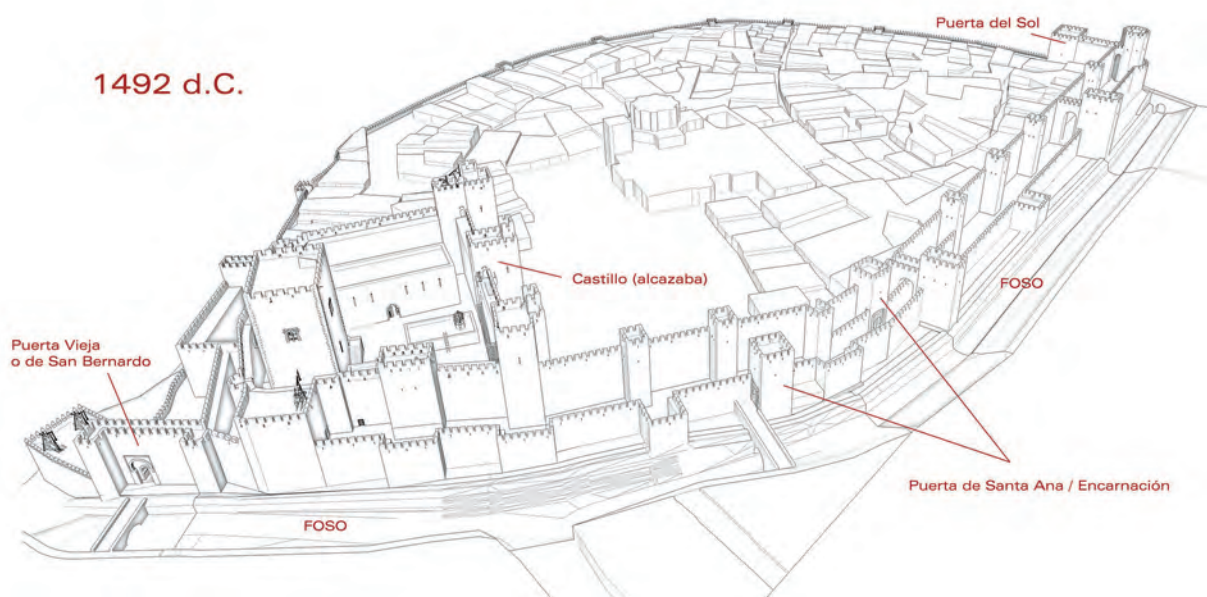 Puerta del Sol
1492 d.C.
Castillo (alcazaba)
FOSO
Puerta Vieja
o de San Bernardo
Puerta de Santa Ana / Encarnación
FOSO